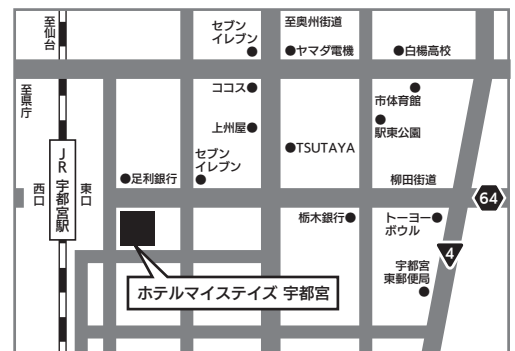 至仙台
セブン
イレブン
至奥州街道
ヤマダ電機
白楊高校
至県庁
ココス
市体育館
上州屋
駅東公園
TSUTAYA
セブン
イレブン
足利銀行
柳田街道
JR 宇都宮駅
西口
東口
64
栃木銀行
トーヨー
ボウル
4
宇都宮
東郵便局
ホテルマイステイズ 宇都宮